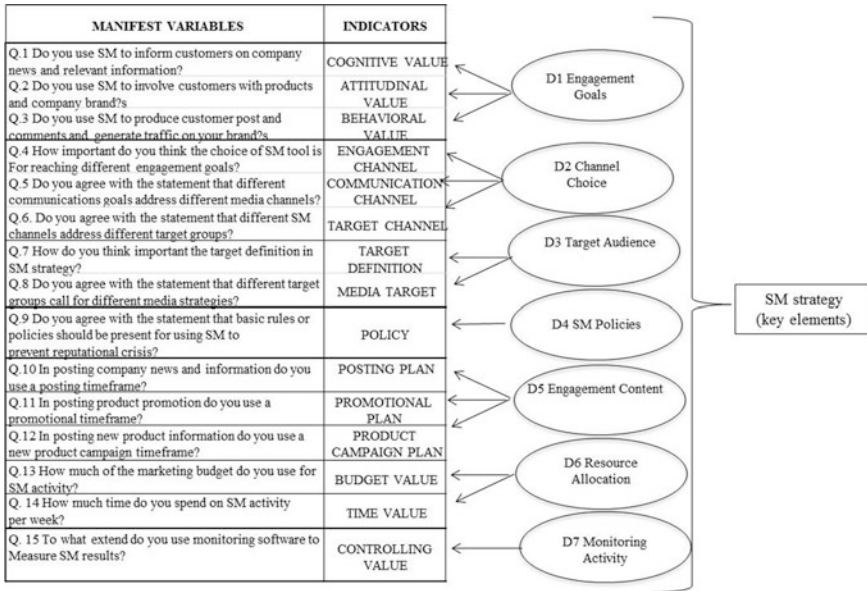 MANIFEST VARIABLES
INDICATORS
Q.1 Do you use SM to inform customers on company
news and relevant information?
COGNITIVE VALUE
Q.2 Do you use SM to involve customers with products
and company brand?s
ATTITUDINAL
VALUE
Q.3 Do you use SM to produce customer post and
comments and generate traffic on your brand?s
BEHAVIORAL
VALUE
Q.4 How important do you think the choice of SM tool is
For reaching different engagement goals?
ENGAGEMENT
CHANNEL
Q.5 Do you agree with the statement that different
communications goals address different media channels?
COMMUNICATION
CHANNEL
Q.6. Do you agree with the statement that different SM
channels address different target groups?
TARGET CHANNEL
Q.7 How do you think important the target definition in
SM strategy?
TARGET
DEFINITION
Q.8 Do you agree with the statement that different target
groups call for different media strategies?
MEDIA TARGET
Q.9 Do you agree with the statement that basic rules or
policies should be present for using SM to
prevent reputational crisis?
POLICY
Q.10 In posting company news and information do you
use a posting timeframe?
POSTING PLAN
Q.11 In posting product promotion do you use a
promotional timeframe?
PROMOTIONAL
PLAN
Q.12 In posting new product information do you use a
new product campaign timeframe?
PRODUCT
CAMPAIGN PLAN
Q.13 How much of the marketing budget do you use for
SM activity?
BUDGET VALUE
Q. 14 How much time do you spend on SM activity
per week?
TIME VALUE
Q. 15 To what extend do you use monitoring software to
Measure SM results?
CONTROLLING
VALUE
D1 Engagement
Goals
D2 Channel
Choice
D3 Target Audience
D4 SM Policies
D5 Engagement Content
D6 Resource
Allocation
D7 Monitoring
Activity
SM strategy
(key elements)